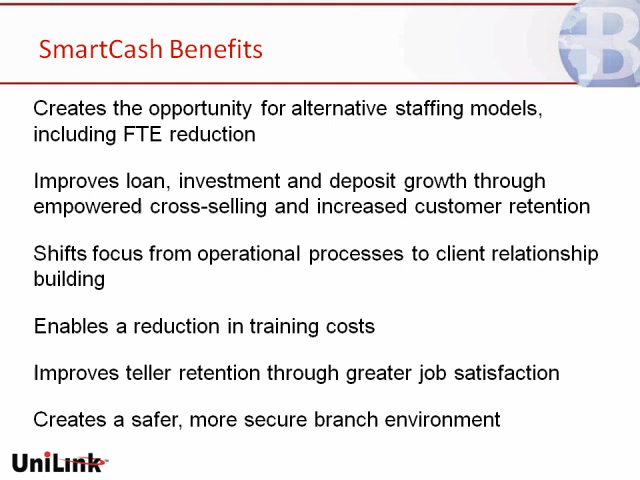 SmartCash Benefits
B
Creates the opportunity for alternative staffing models,
including FTE reduction
Improves loan, investment and deposit growth through
empowered cross-selling and increased customer retention
Shifts focus from operational processes to client relationship
building
Enables a reduction in training costs
Improves teller retention through greater job satisfaction
Creates a safer, more secure branch environment
UniLink